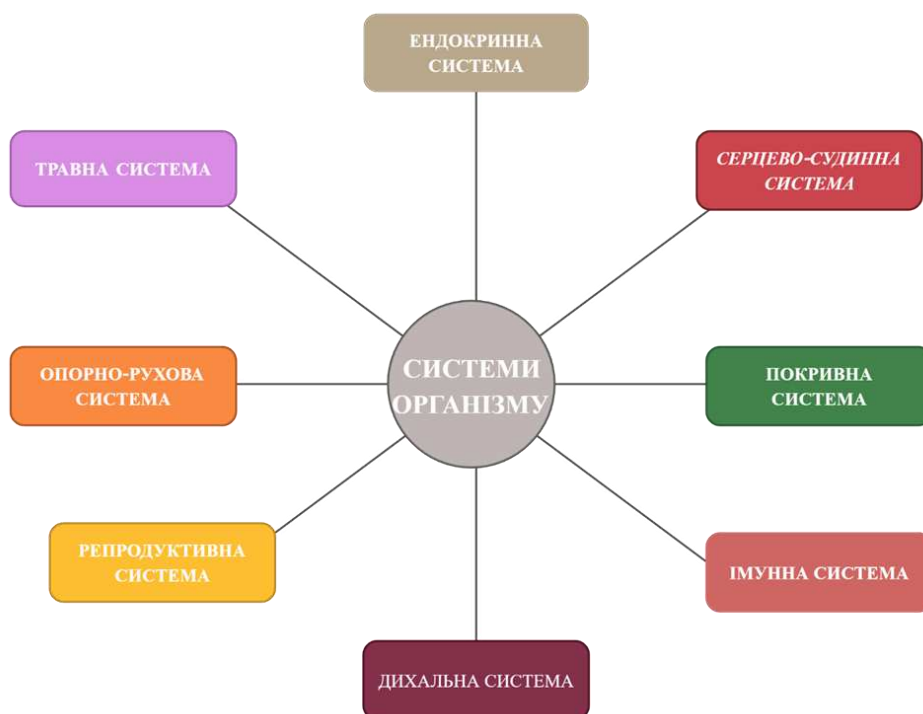 ЕНДОКРИННА
СИСТЕМА
ТРАВНА СИСТЕМА
СЕРЦЕВО-СУДИННА
СИСТЕМА
СИСТЕМИ
ОРГАНІЗМУ
ОПОРНО-РУХОВА
СИСТЕМА
ПОКРИВНА
СИСТЕМА
РЕПРОДУКТИВНА
СИСТЕМА
ІМУННА СИСТЕМА
ДИХАЛЬНА СИСТЕМА